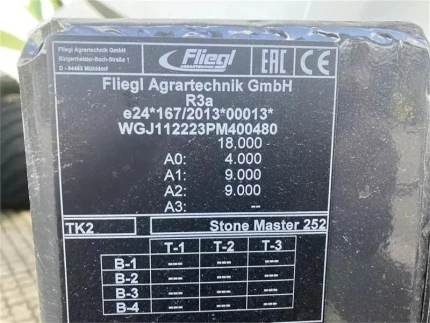 Fliegl Agrartechnik GmbH
Bürgermeister-Boch-Straße 1
D - 84453 Mühldorf
Fliegl
AGRARTECHNIK
EAC CE
Fliegl Agrartechnik GmbH
R3a
e24*167/2013*00013*
WGJ112223PM400480
18.000
A0: 4.000
A1: 9.000
A2: 9.000
A3: --
TK2 Stone Master 252
T-1 T-2 T-3
B-1 --- --- ---
B-2 --- --- ---
B-3 --- --- ---
B-4 --- --- ---